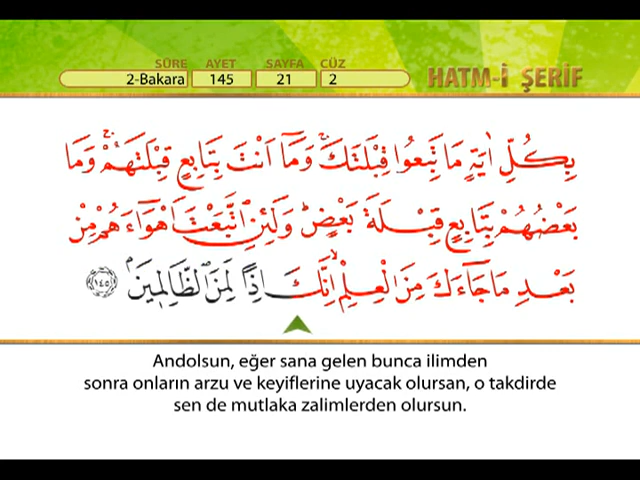 SÛRE AYET SAYFA CÜZ
2-Bakara 145 21 2
HATM-İ ŞERİF
بِكُلِّ اٰيَةٍ مَا تَبِعُوا قِبْلَتَكَۚ وَمَٓا اَنْتَ بِتَابِعٍ قِبْلَتَهُمْۚ وَمَا
بَعْضُهُمْ بِتَابِعٍ قِبْلَةَ بَعْضٍۜ وَلَئِنِ اتَّبَعْتَ اَهْوَٓاءَهُمْ مِنْ
بَعْدِ مَا جَٓاءَكَ مِنَ الْعِلْمِۙ اِنَّكَ اِذًا لَمِنَ الظَّالِمٖينَۢ ﴿١٤٥﴾
Andolsun, eğer sana gelen bunca ilimden
sonra onların arzu ve keyiflerine uyacak olursan, o takdirde
sen de mutlaka zalimlerden olursun.